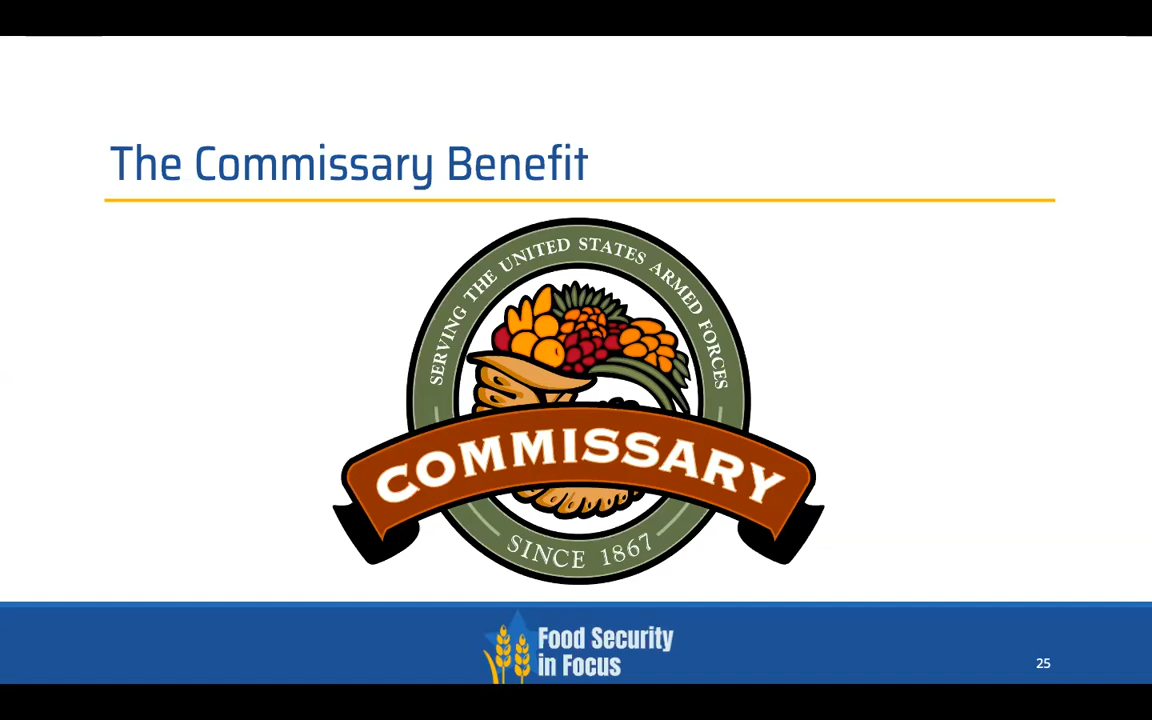 The Commissary Benefit
SERVING THE UNITED STATES ARMED FORCES
COMMISSARY
SINCE 1867
Food Security
in Focus
25